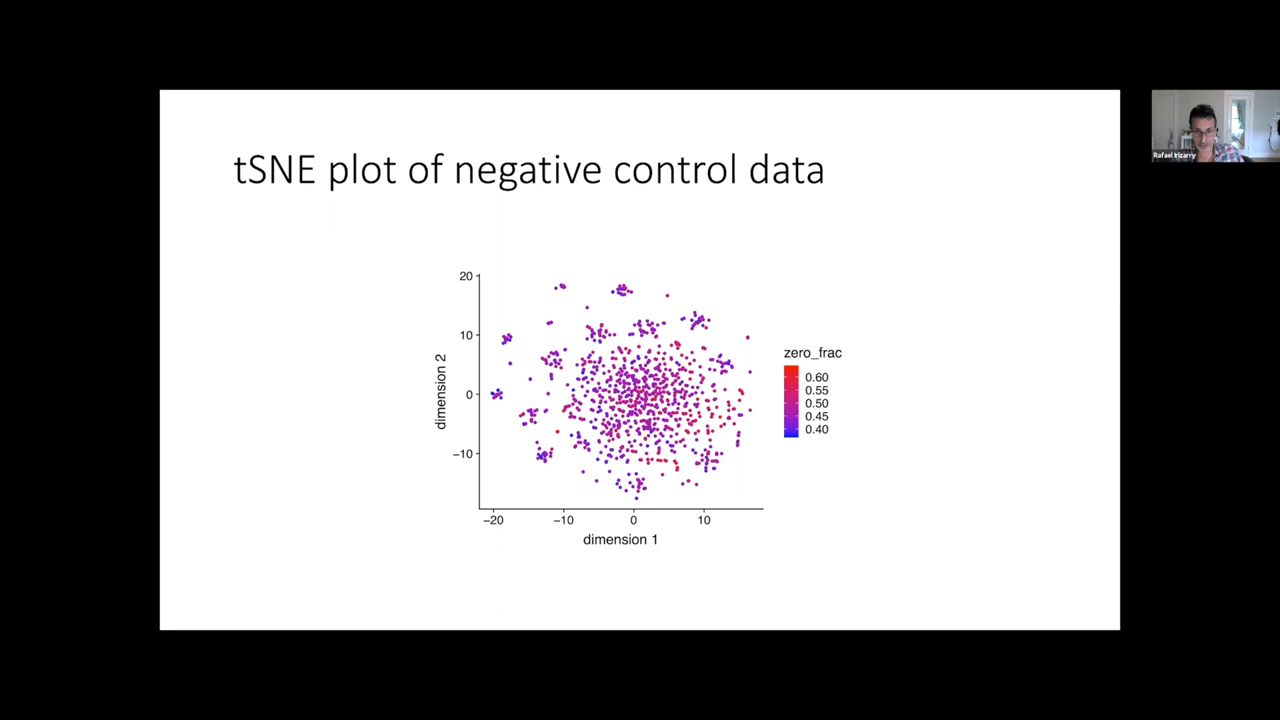 tSNE plot of negative control data
Rafael Irizarry
20
10
0
−10
dimension 2
−20
−10
0
10
dimension 1
zero_frac
0.60
0.55
0.50
0.45
0.40